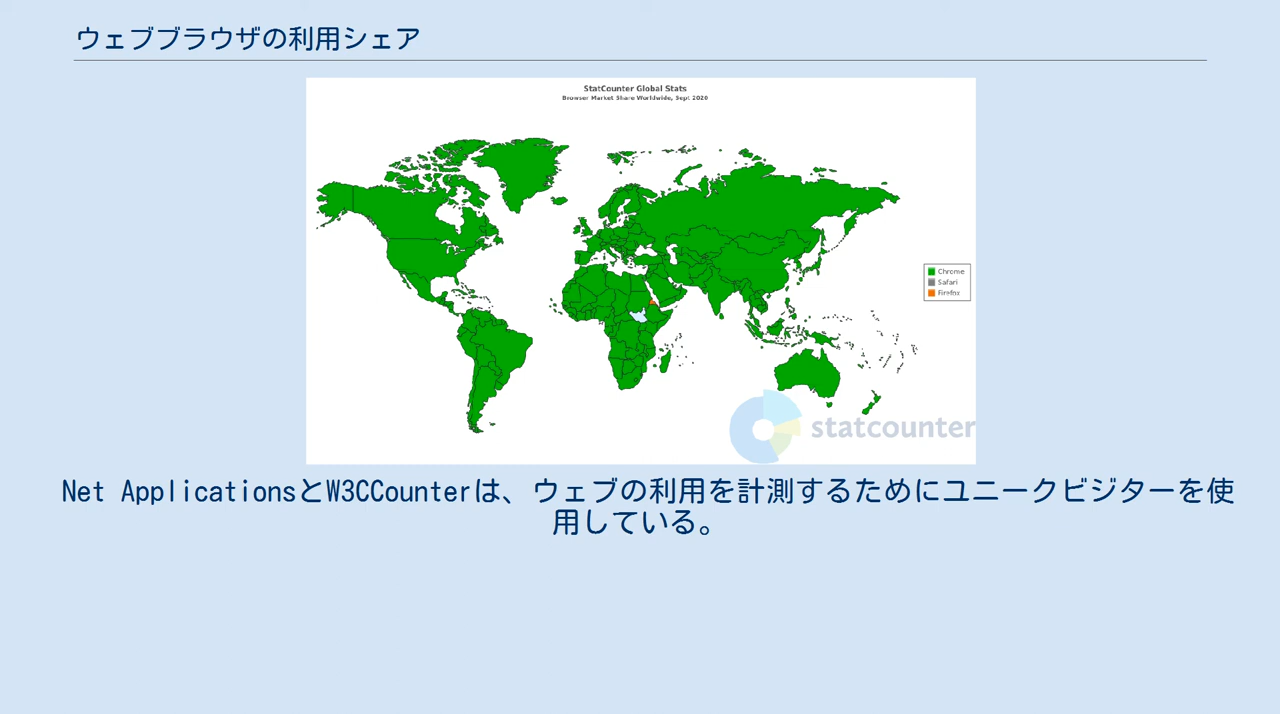 ウェブブラウザの利用シェア
StatCounter Global Stats
Browser Market Share Worldwide, Sept 2020
Chrome
Safari
Firefox
statcounter
Net ApplicationsとW3CCounterは、ウェブの利用を計測するためにユニークビジターを使
用している。